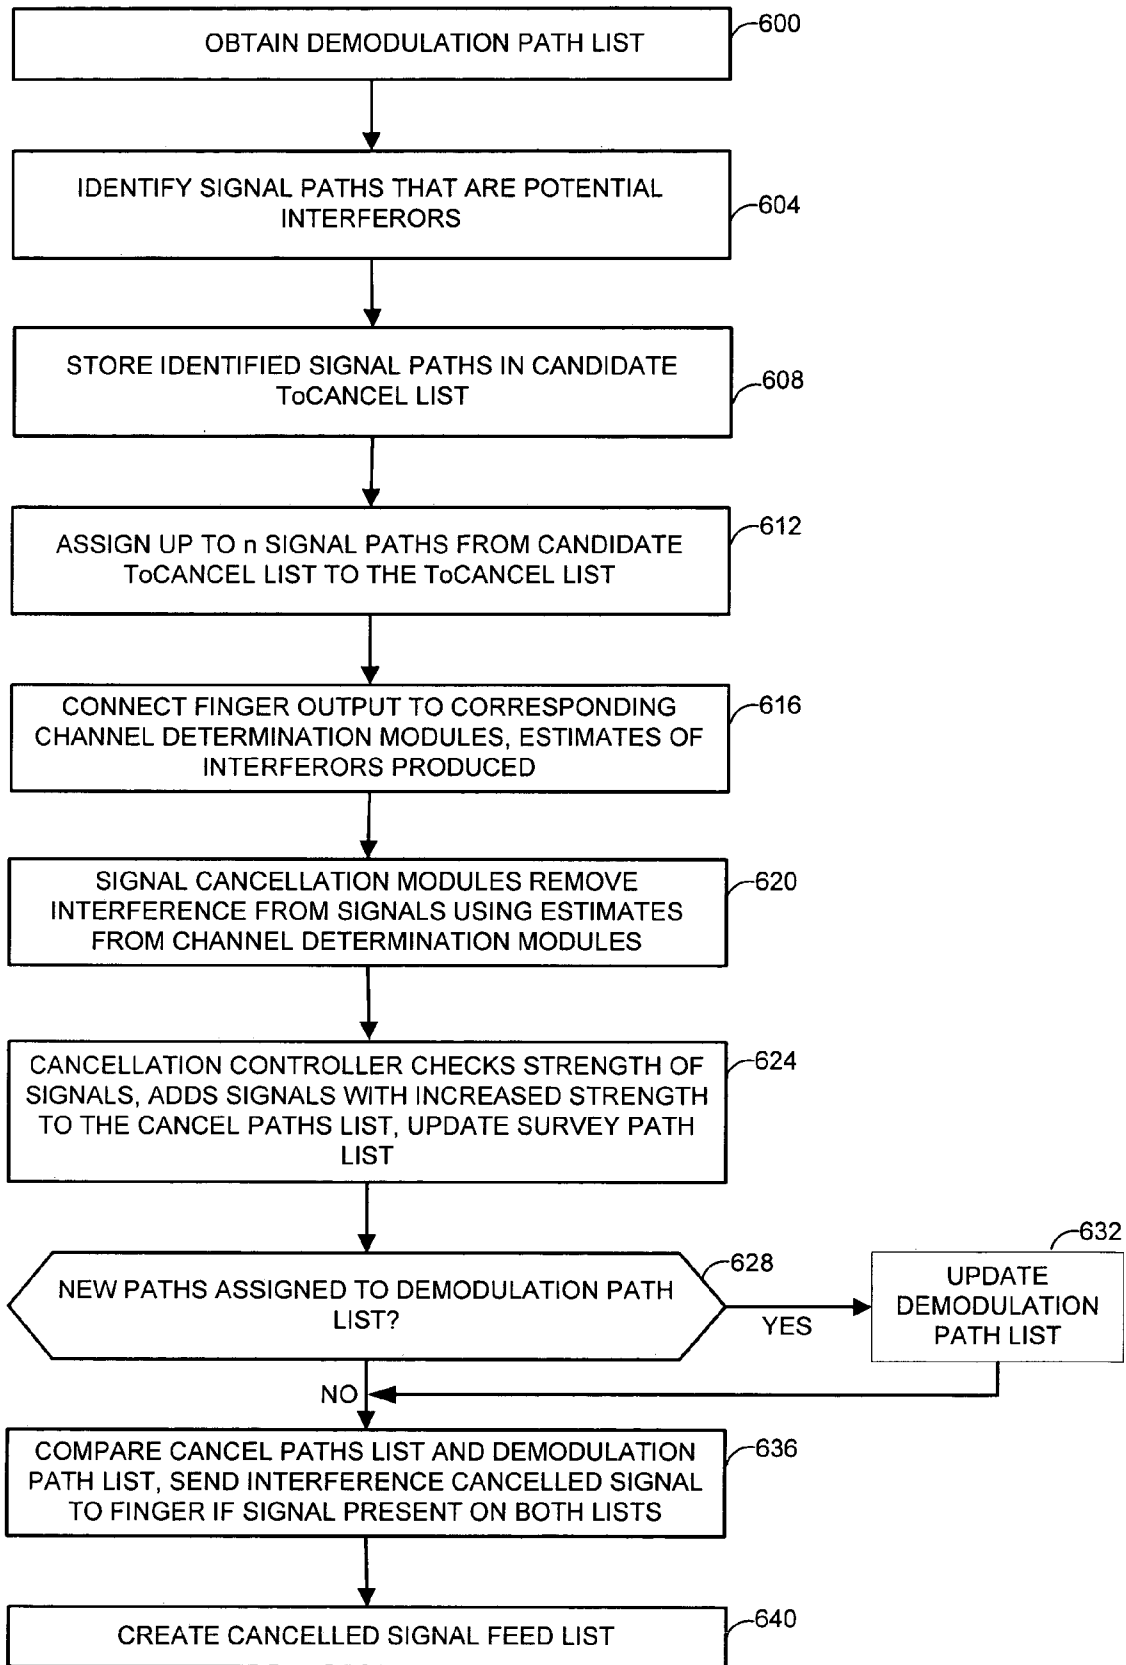 OBTAIN DEMODULATION PATH LIST
600
IDENTIFY SIGNAL PATHS THAT ARE POTENTIAL
INTERFERORS
604
STORE IDENTIFIED SIGNAL PATHS IN CANDIDATE
ToCANCEL LIST
608
ASSIGN UP TO n SIGNAL PATHS FROM CANDIDATE
ToCANCEL LIST TO THE ToCANCEL LIST
612
CONNECT FINGER OUTPUT TO CORRESPONDING
CHANNEL DETERMINATION MODULES, ESTIMATES OF
INTERFERORS PRODUCED
616
SIGNAL CANCELLATION MODULES REMOVE
INTERFERENCE FROM SIGNALS USING ESTIMATES
FROM CHANNEL DETERMINATION MODULES
620
CANCELLATION CONTROLLER CHECKS STRENGTH OF
SIGNALS, ADDS SIGNALS WITH INCREASED STRENGTH
TO THE CANCEL PATHS LIST, UPDATE SURVEY PATH
LIST
624
NEW PATHS ASSIGNED TO DEMODULATION PATH
LIST?
628
YES
632
UPDATE
DEMODULATION
PATH LIST
NO
COMPARE CANCEL PATHS LIST AND DEMODULATION
PATH LIST, SEND INTERFERENCE CANCELLED SIGNAL
TO FINGER IF SIGNAL PRESENT ON BOTH LISTS
636
CREATE CANCELLED SIGNAL FEED LIST
640